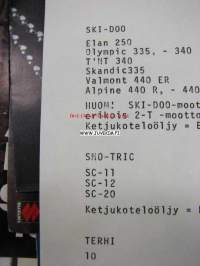 SKI-DOO
Elan 250
Olympic 335, - 340
T'NT 340
Skandic335
Valmont 440 ER
Alpine 440 R, - 440
HUOM! SKI-DOO-moot
erikois 2-T -mootto
Ketjukoteloöljy = E
SNO-TRIC
SC-11
SC-12
SC-20
Ketjukoteloöljy =
TERHI
10